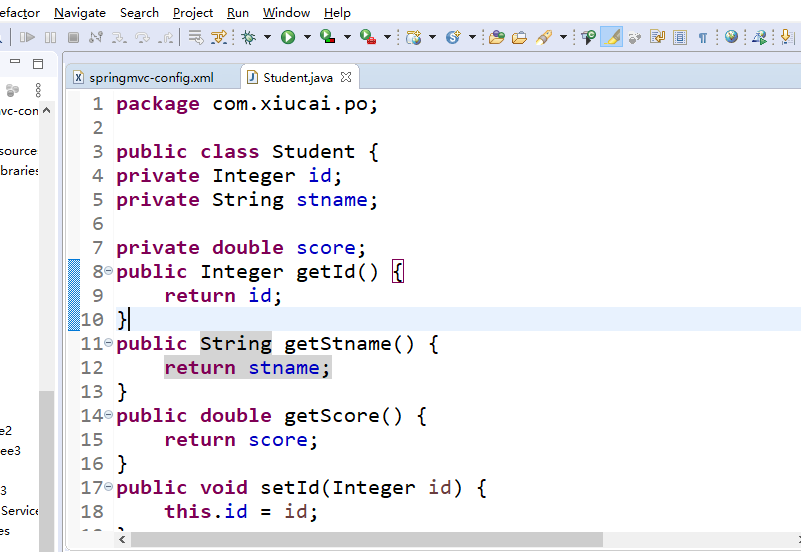 efactor Navigate Search Project Run Window Help
springmvc-config.xml Student.java
1 package com.xiucai.po;
2
3 public class Student {
4 private Integer id;
5 private String stname;
6
7 private double score;
8 public Integer getId() {
9 return id;
10 }
11 public String getStname() {
12 return stname;
13 }
14 public double getScore() {
15 return score;
16 }
17 public void setId(Integer id) {
18 this.id = id;
vc-con
source
braries
e2
ee3
3
Service
es